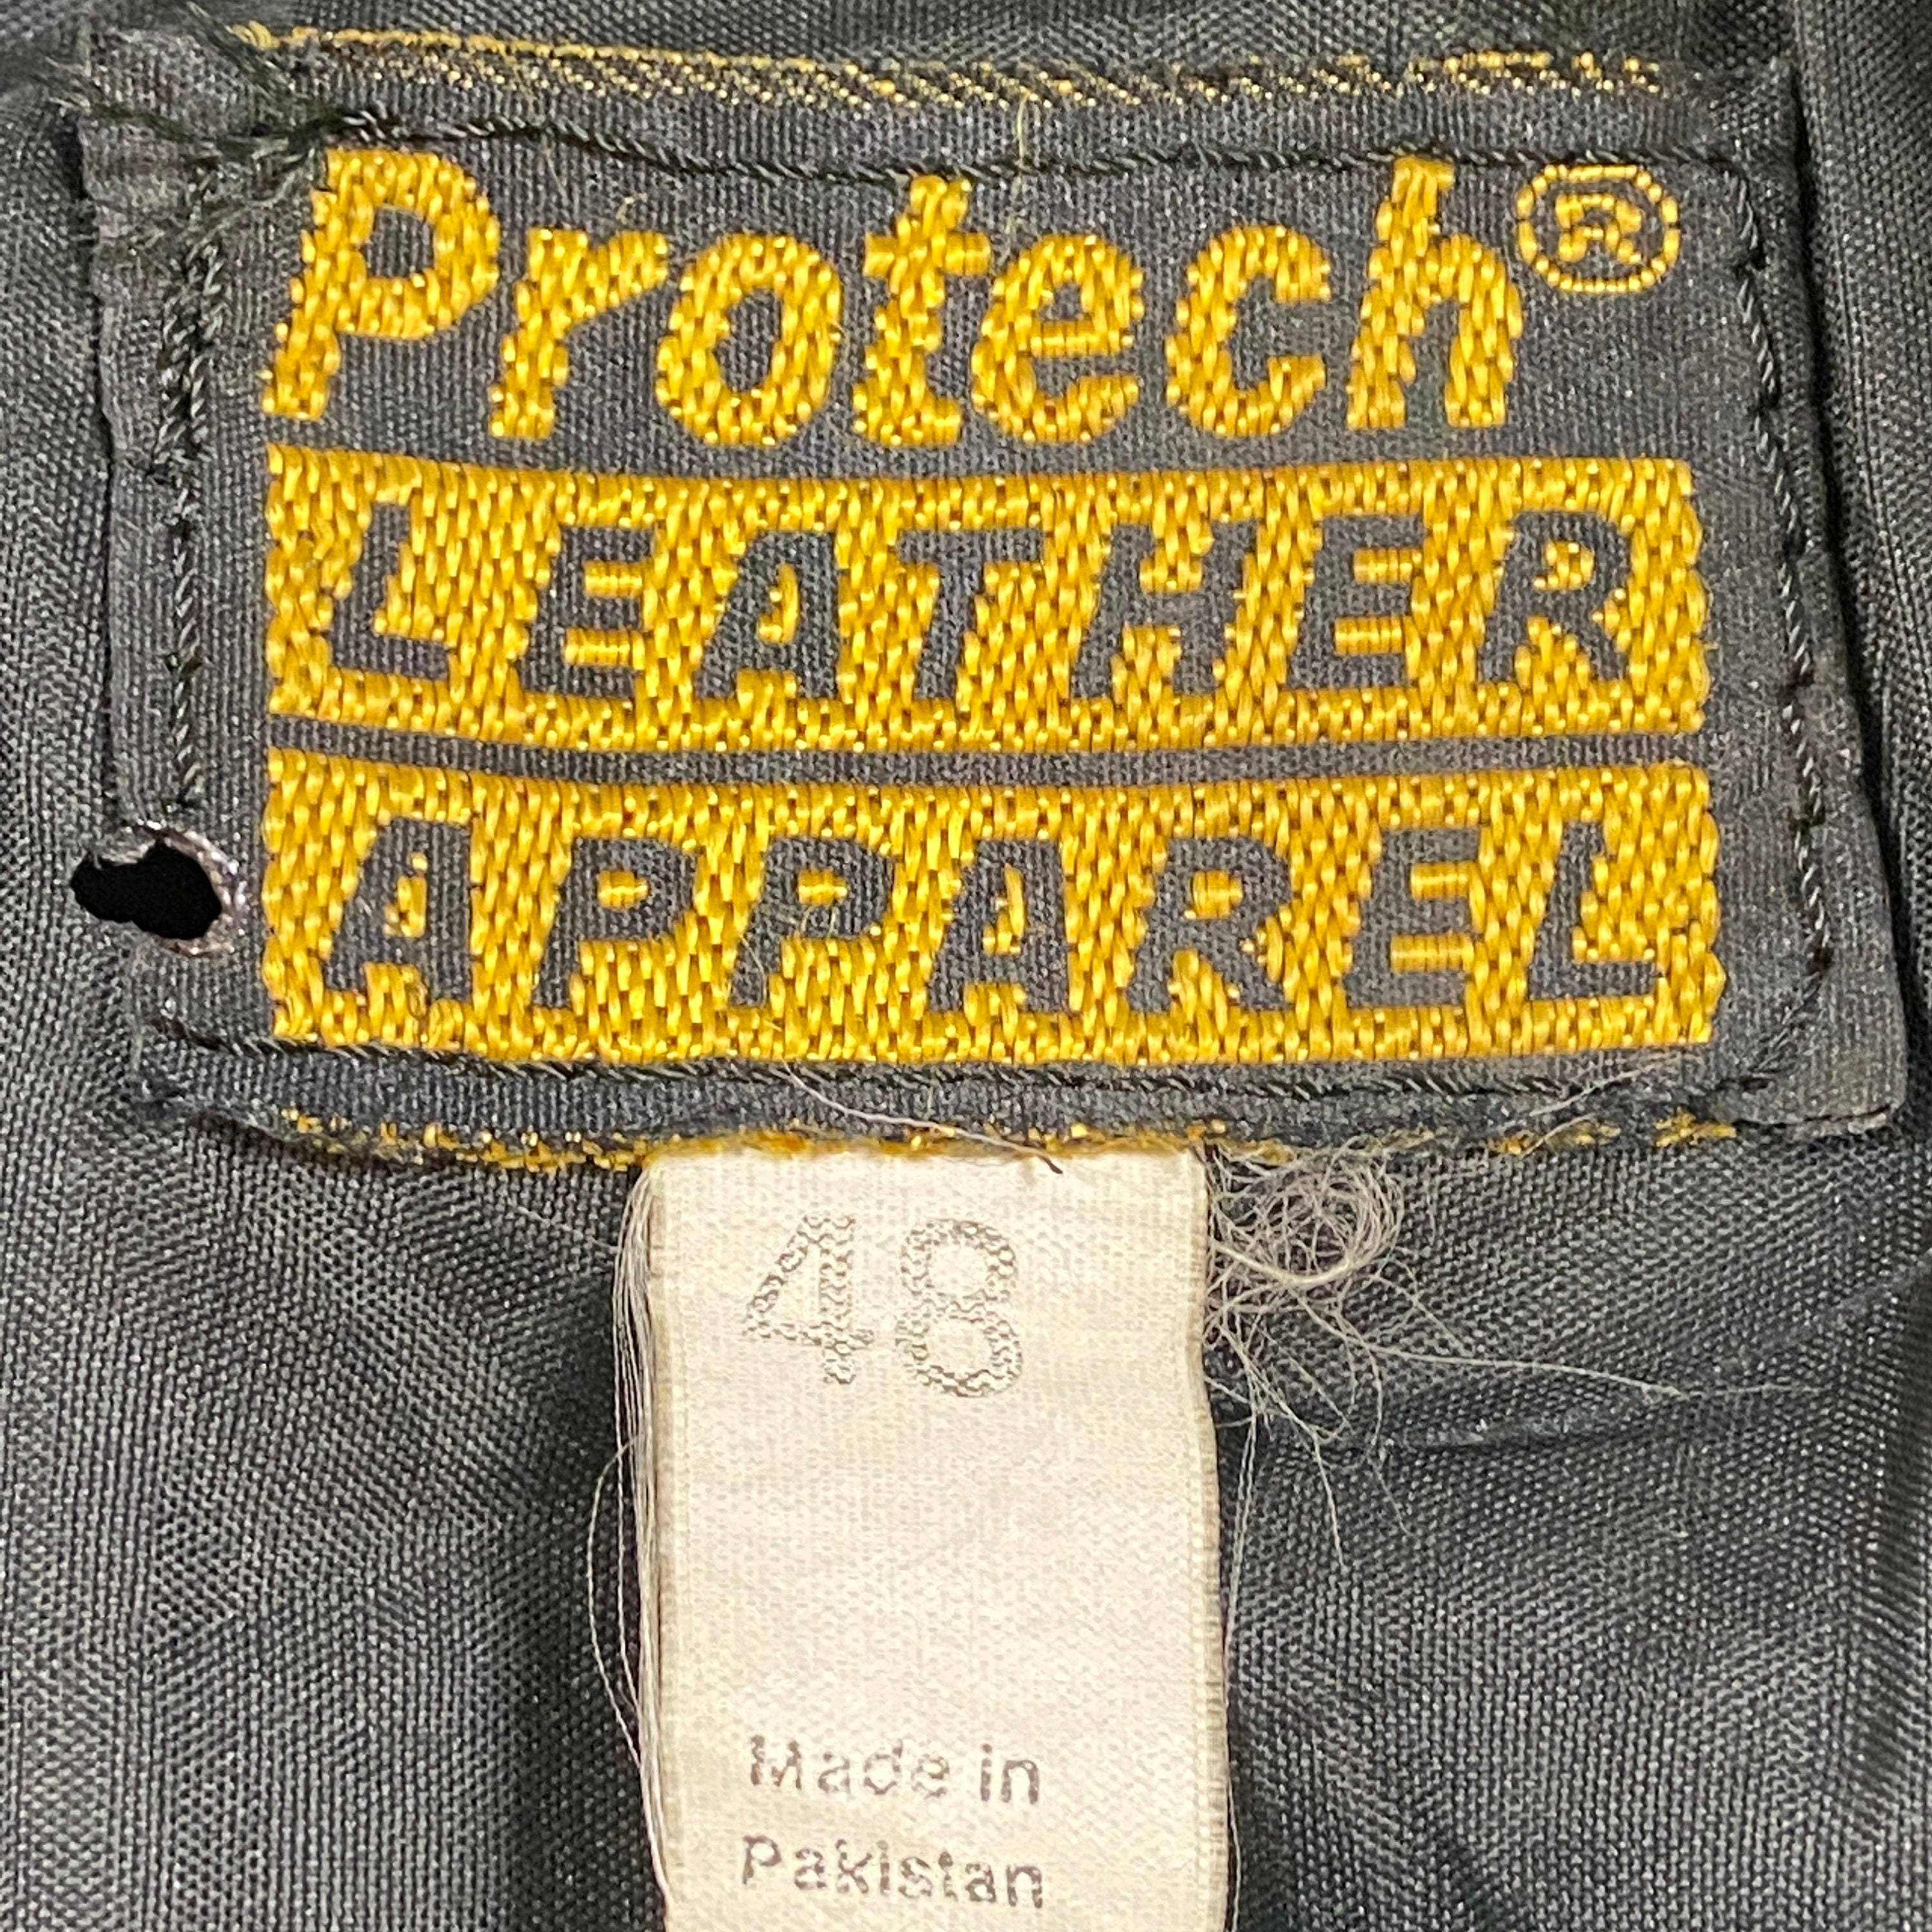 Protech®
LEATHER
APPAREL
48
Made in
Pakistan